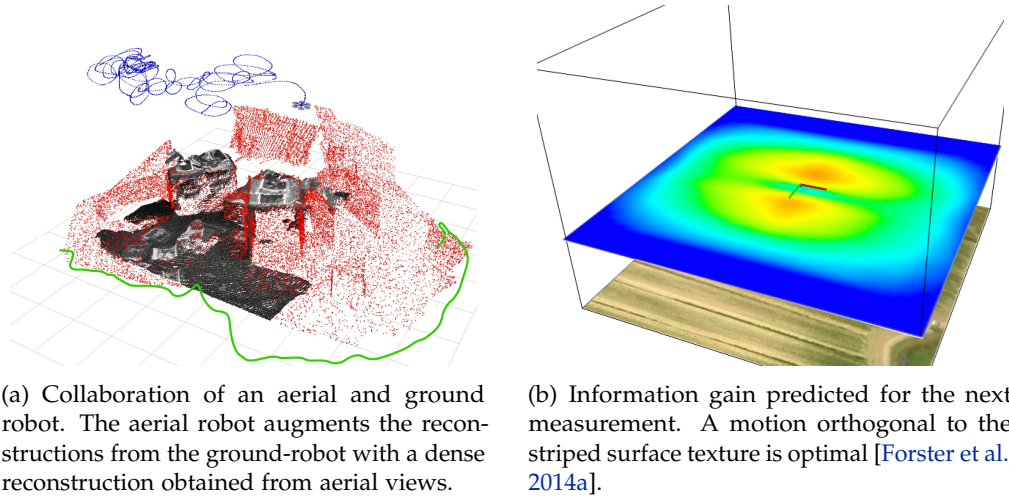 (a) Collaboration of an aerial and ground
robot. The aerial robot augments the recon-
structions from the ground-robot with a dense
reconstruction obtained from aerial views.
(b) Information gain predicted for the next
measurement. A motion orthogonal to the
striped surface texture is optimal [Forster et al.
2014a].